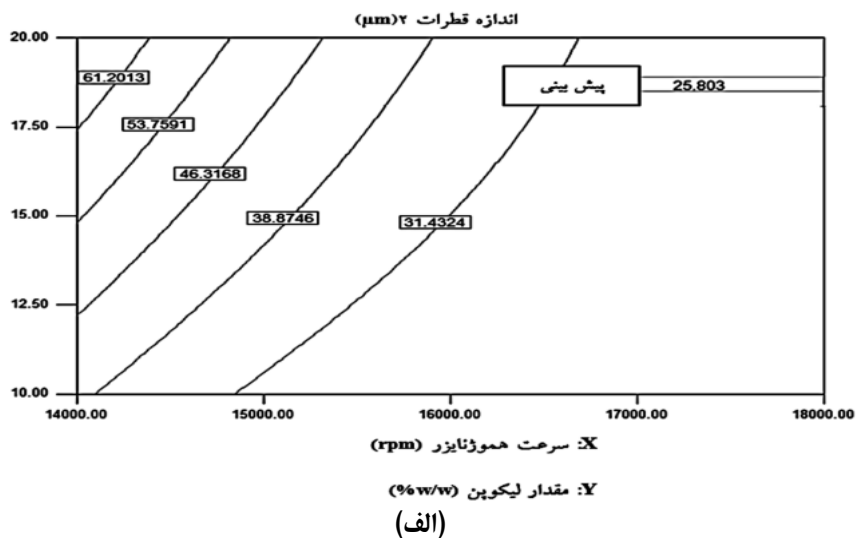 اندازه قطرات ۲(μm)
20.00
61.2013
17.50
53.7591
46.3168
15.00
38.8746
31.4324
12.50
10.00
پیش بینی
25.803
14000.00 15000.00 16000.00 17000.00 18000.00
X: سرعت هموژنایزر (rpm)
Y: مقدار لیکوپن (%w/w)
(الف)